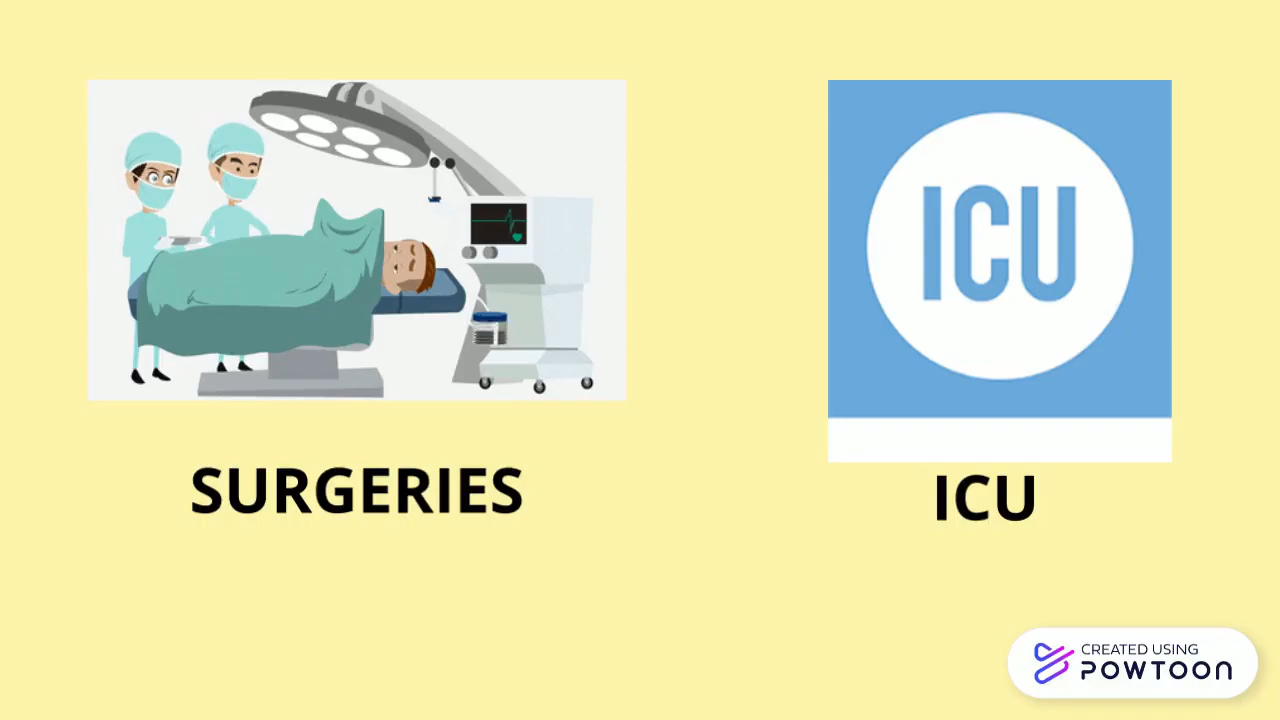 ICU
SURGERIES
ICU
CREATED USING
POWTOON